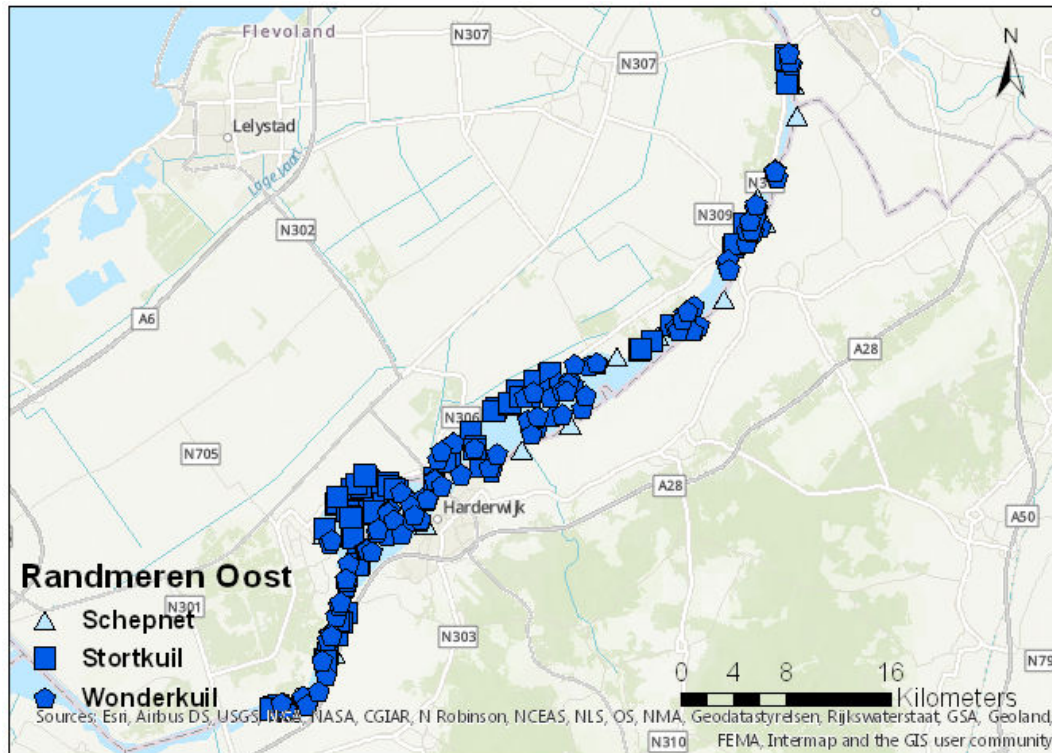 Flevoland
N307
N307
N
Lelystad
Lage Vaart
N309
N302
A6
A28
N306
N705
A28
A50
Harderwijk
Randmeren Oost
Schepnet
N301
N303
Stortkuil
0 4 8 16
N79
Wonderkuil
Kilometers
Sources: Esri, Airbus DS, USGS, NGA, NASA, CGIAR, N Robinson, NCEAS, NLS, OS, NMA, Geodatastyrelsen, Rijkswaterstaat, GSA, Geoland,
FEMA, Intermap and the GIS user community
N310